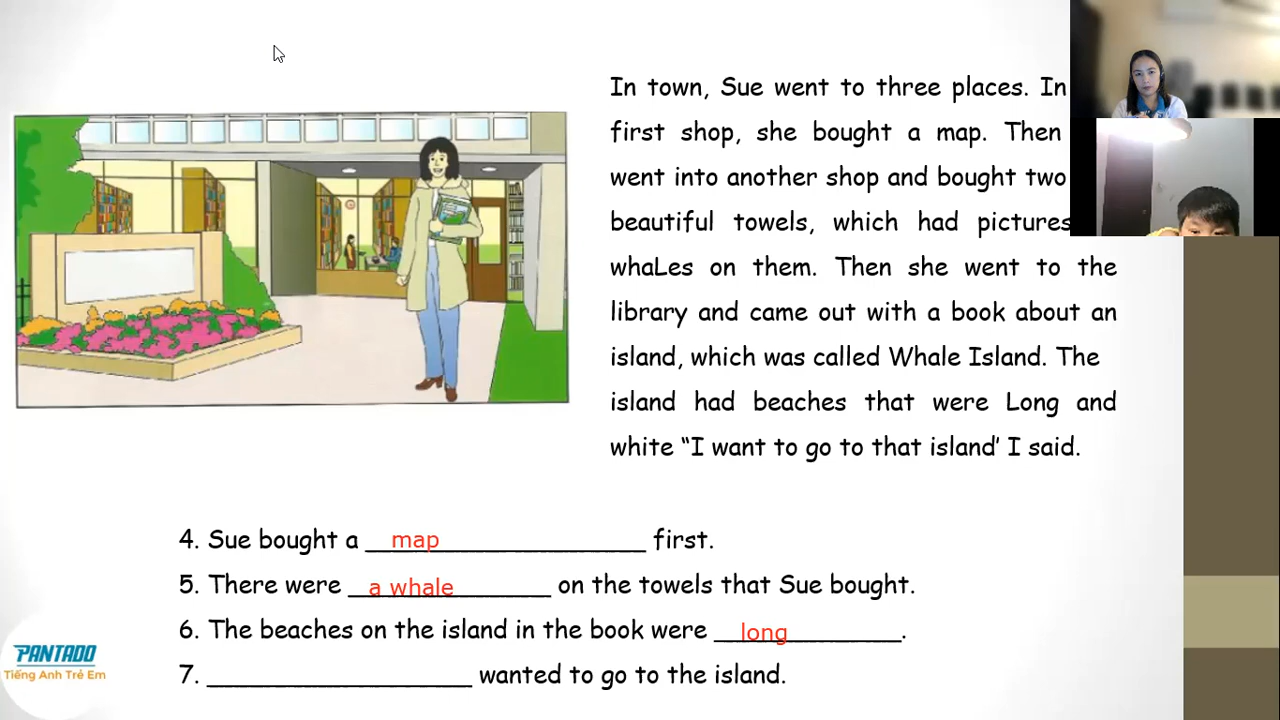 In town, Sue went to three places. In
first shop, she bought a map. Then
went into another shop and bought two
beautiful towels, which had pictures
whaLes on them. Then she went to the
library and came out with a book about an
island, which was called Whale Island. The
island had beaches that were Long and
white “I want to go to that island’ I said.
4. Sue bought a ____________________ map first.
5. There were ______________ a whale on the towels that Sue bought.
6. The beaches on the island in the book were _____________ long.
7. ___________________ wanted to go to the island.
PANTADO
Tiếng Anh Trẻ Em